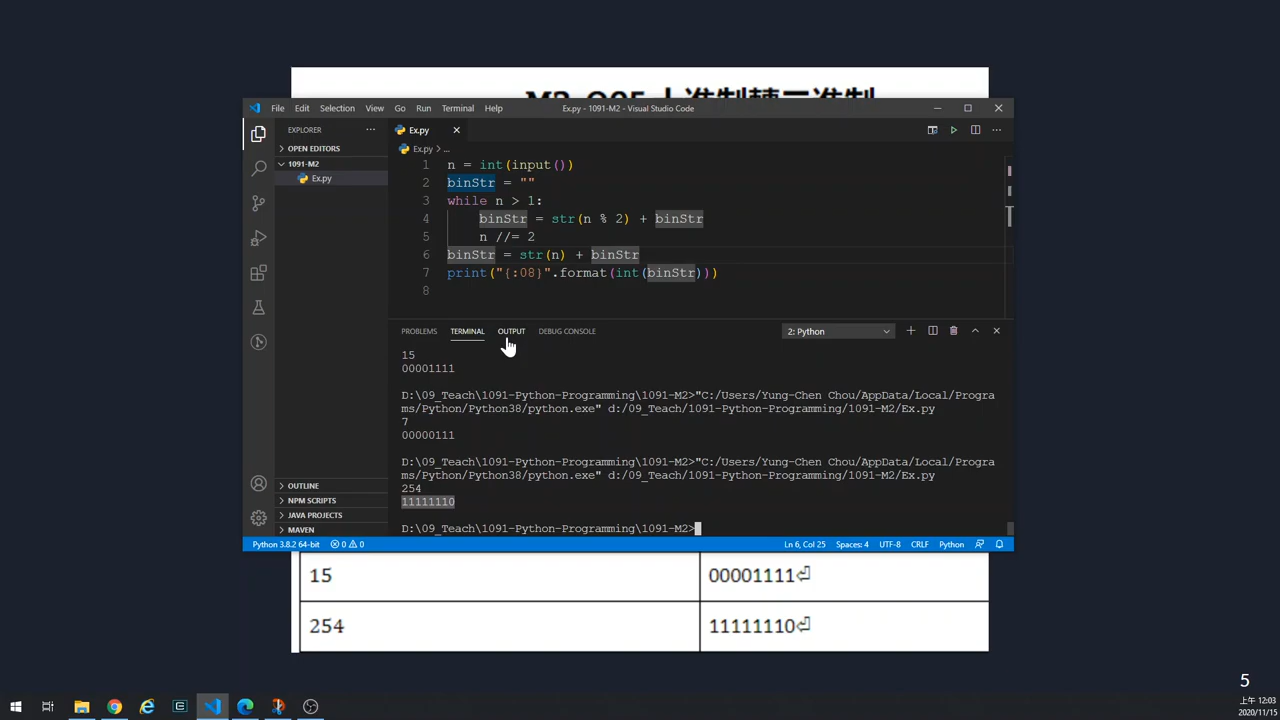 M2-Q05 十進制轉二進制
File Edit Selection View Go Run Terminal Help
Ex.py - 1091-M2 - Visual Studio Code
EXPLORER
OPEN EDITORS
1091-M2
Ex.py
OUTLINE
NPM SCRIPTS
JAVA PROJECTS
MAVEN
Ex.py
Ex.py > ...
1 n = int(input())
2 binStr = ""
3 while n > 1:
4 binStr = str(n % 2) + binStr
5 n //= 2
6 binStr = str(n) + binStr
7 print("{:08}".format(int(binStr)))
8
PROBLEMS TERMINAL OUTPUT DEBUG CONSOLE 2: Python
15
00001111
D:\09_Teach\1091-Python-Programming\1091-M2>"C:/Users/Yung-Chen Chou/AppData/Local/Progra
ms/Python/Python38/python.exe" d:/09_Teach/1091-Python-Programming/1091-M2/Ex.py
7
00000111
D:\09_Teach\1091-Python-Programming\1091-M2>"C:/Users/Yung-Chen Chou/AppData/Local/Progra
ms/Python/Python38/python.exe" d:/09_Teach/1091-Python-Programming/1091-M2/Ex.py
254
11111110
D:\09_Teach\1091-Python-Programming\1091-M2>
Python 3.8.2 64-bit 0 0 Ln 6, Col 25 Spaces: 4 UTF-8 CRLF Python
15 00001111⏎
254 11111110⏎
5
上午 12:03
2020/11/15